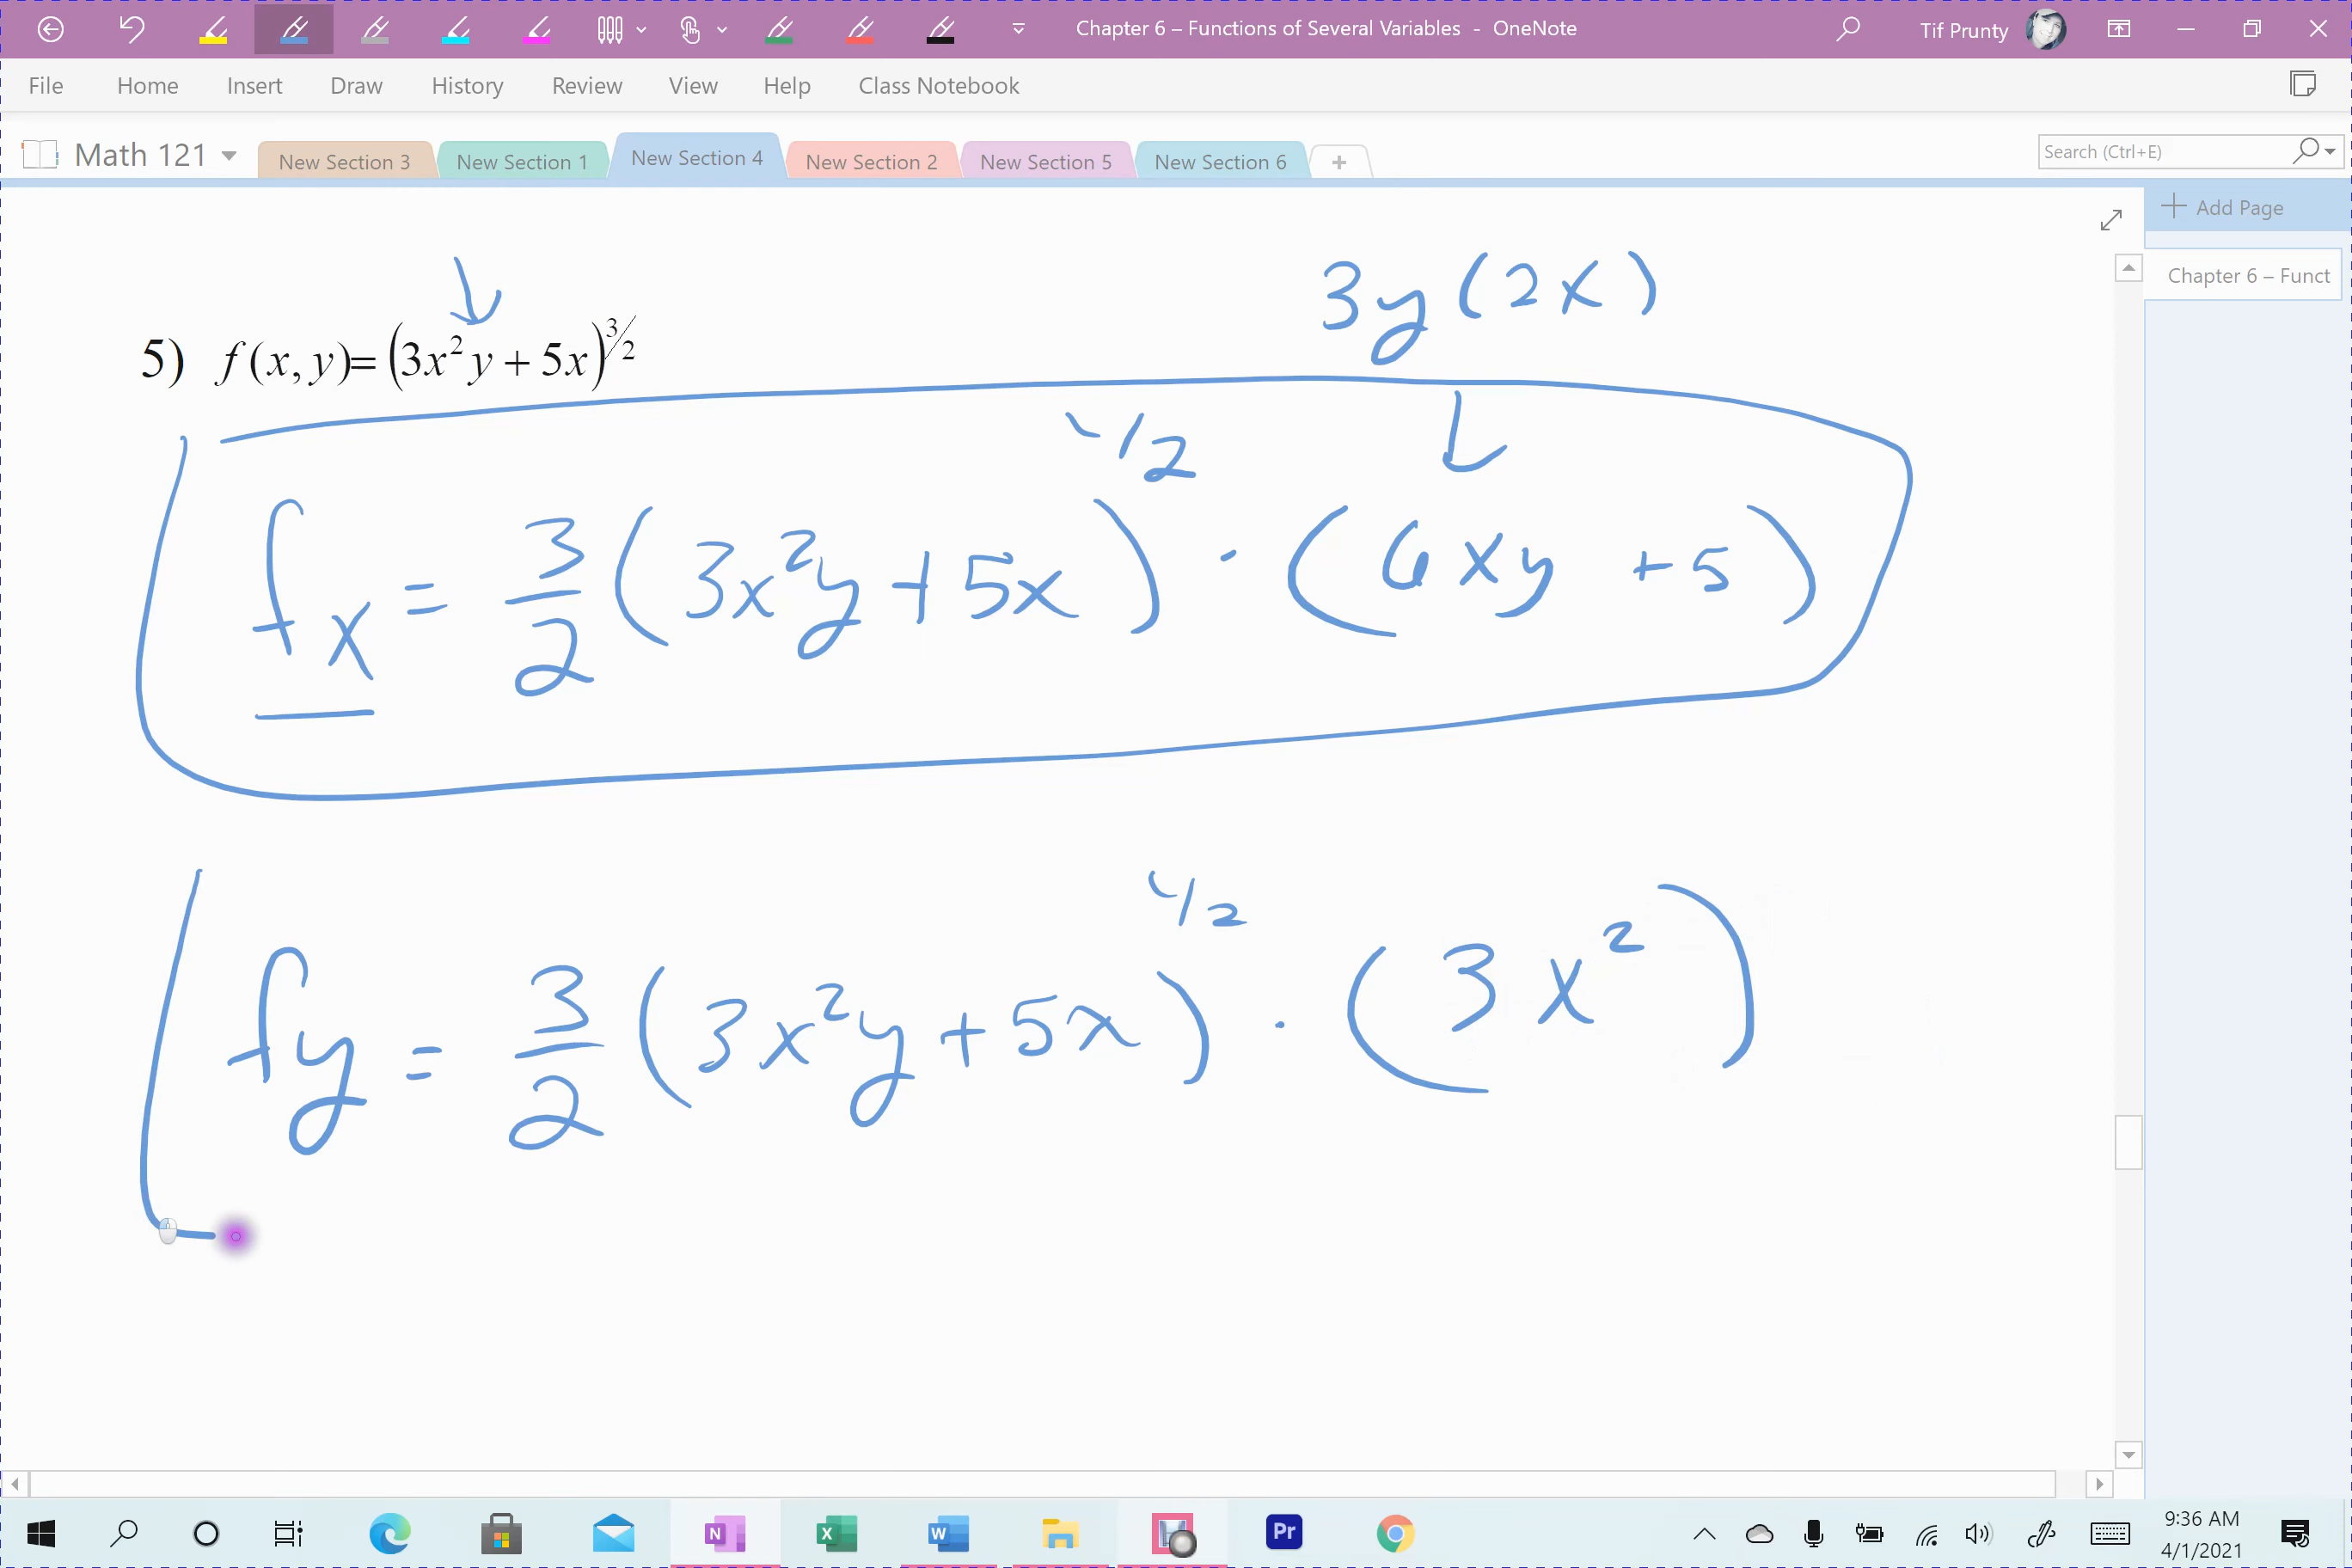 Chapter 6 – Functions of Several Variables - OneNote
Tif Prunty
File Home Insert Draw History Review View Help Class Notebook
Math 121 New Section 3 New Section 1 New Section 4 New Section 2 New Section 5 New Section 6 +
Search (Ctrl+E)
Add Page
Chapter 6 – Funct
3y(2x)
5) f(x, y)= (3x²y + 5x)^3/2
fx = 3/2 (3x²y + 5x)^1/2 · (6xy + 5)
fy = 3/2 (3x²y + 5x)^1/2 · (3x²)
N X W Pr
9:36 AM
4/1/2021